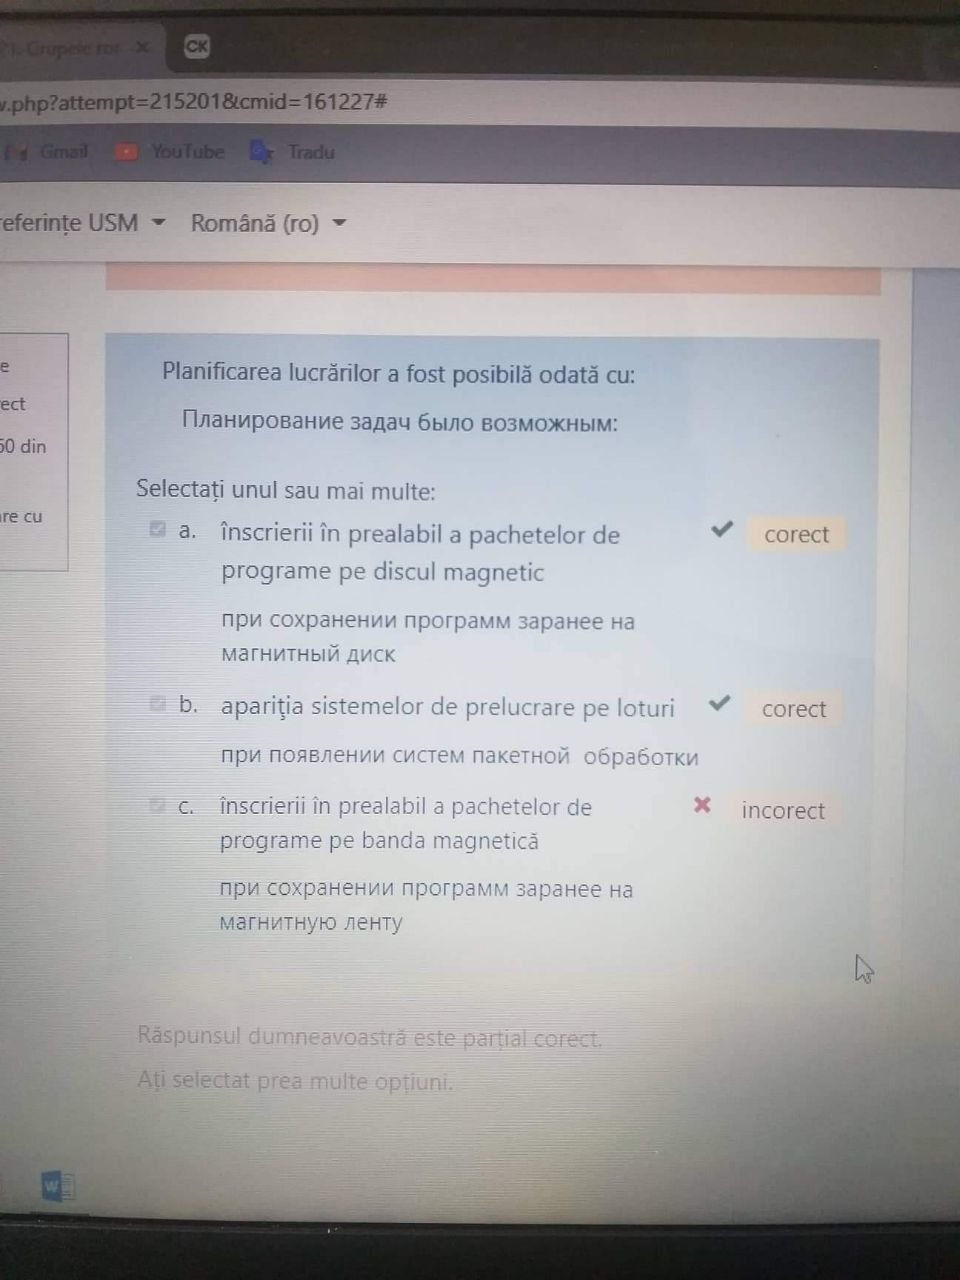 Grupele ror
CK
.php?attempt=215201&cmid=161227#
Gmail YouTube Tradu
USM Română (ro)
e
ect
50 din
re cu
Planificarea lucrărilor a fost posibilă odată cu:
Планирование задач было возможным:
Selectați unul sau mai multe:
a. înscrierii în prealabil a pachetelor de corect
programe pe discul magnetic
при сохранении программ заранее на
магнитный диск
b. apariţia sistemelor de prelucrare pe loturi corect
при появлении систем пакетной обработки
c. înscrierii în prealabil a pachetelor de incorect
programe pe banda magnetică
при сохранении программ заранее на
магнитную ленту
Răspunsul dumneavoastră este parțial corect.
Ați selectat prea multe opțiuni.
W